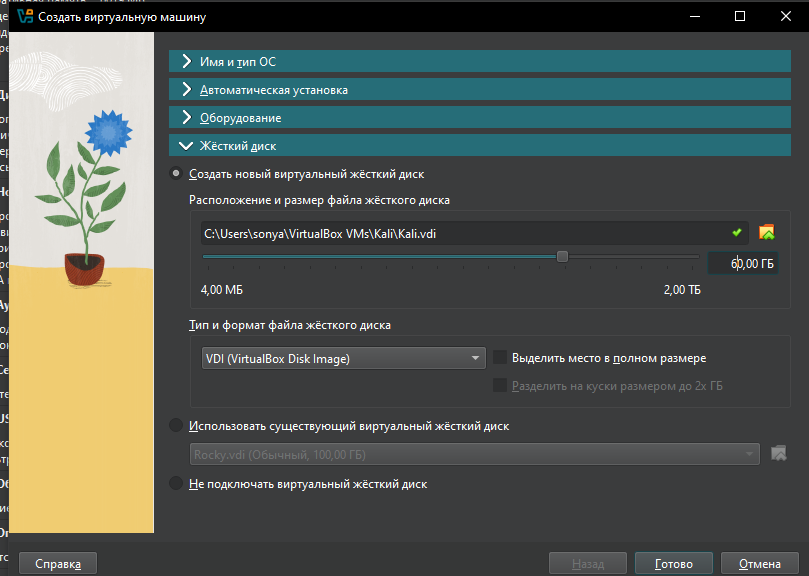 Создать виртуальную машину
Имя и тип ОС
Автоматическая установка
Оборудование
Жёсткий диск
Создать новый виртуальный жёсткий диск
Расположение и размер файла жёсткого диска
C:\Users\sonya\VirtualBox VMs\Kali\Kali.vdi
60,00 ГБ
4,00 МБ
2,00 ТБ
Тип и формат файла жёсткого диска
VDI (VirtualBox Disk Image)
Выделить место в полном размере
Разделить на куски размером до 2х ГБ
Использовать существующий виртуальный жёсткий диск
Rocky.vdi (Обычный, 100,00 ГБ)
Не подключать виртуальный жёсткий диск
Справка
Назад
Готово
Отмена